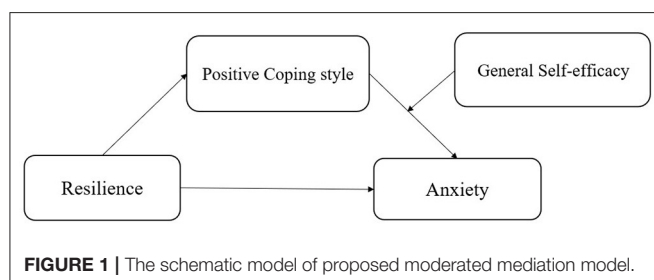 Positive Coping style
General Self-efficacy
Resilience
Anxiety
FIGURE 1 | The schematic model of proposed moderated mediation model.